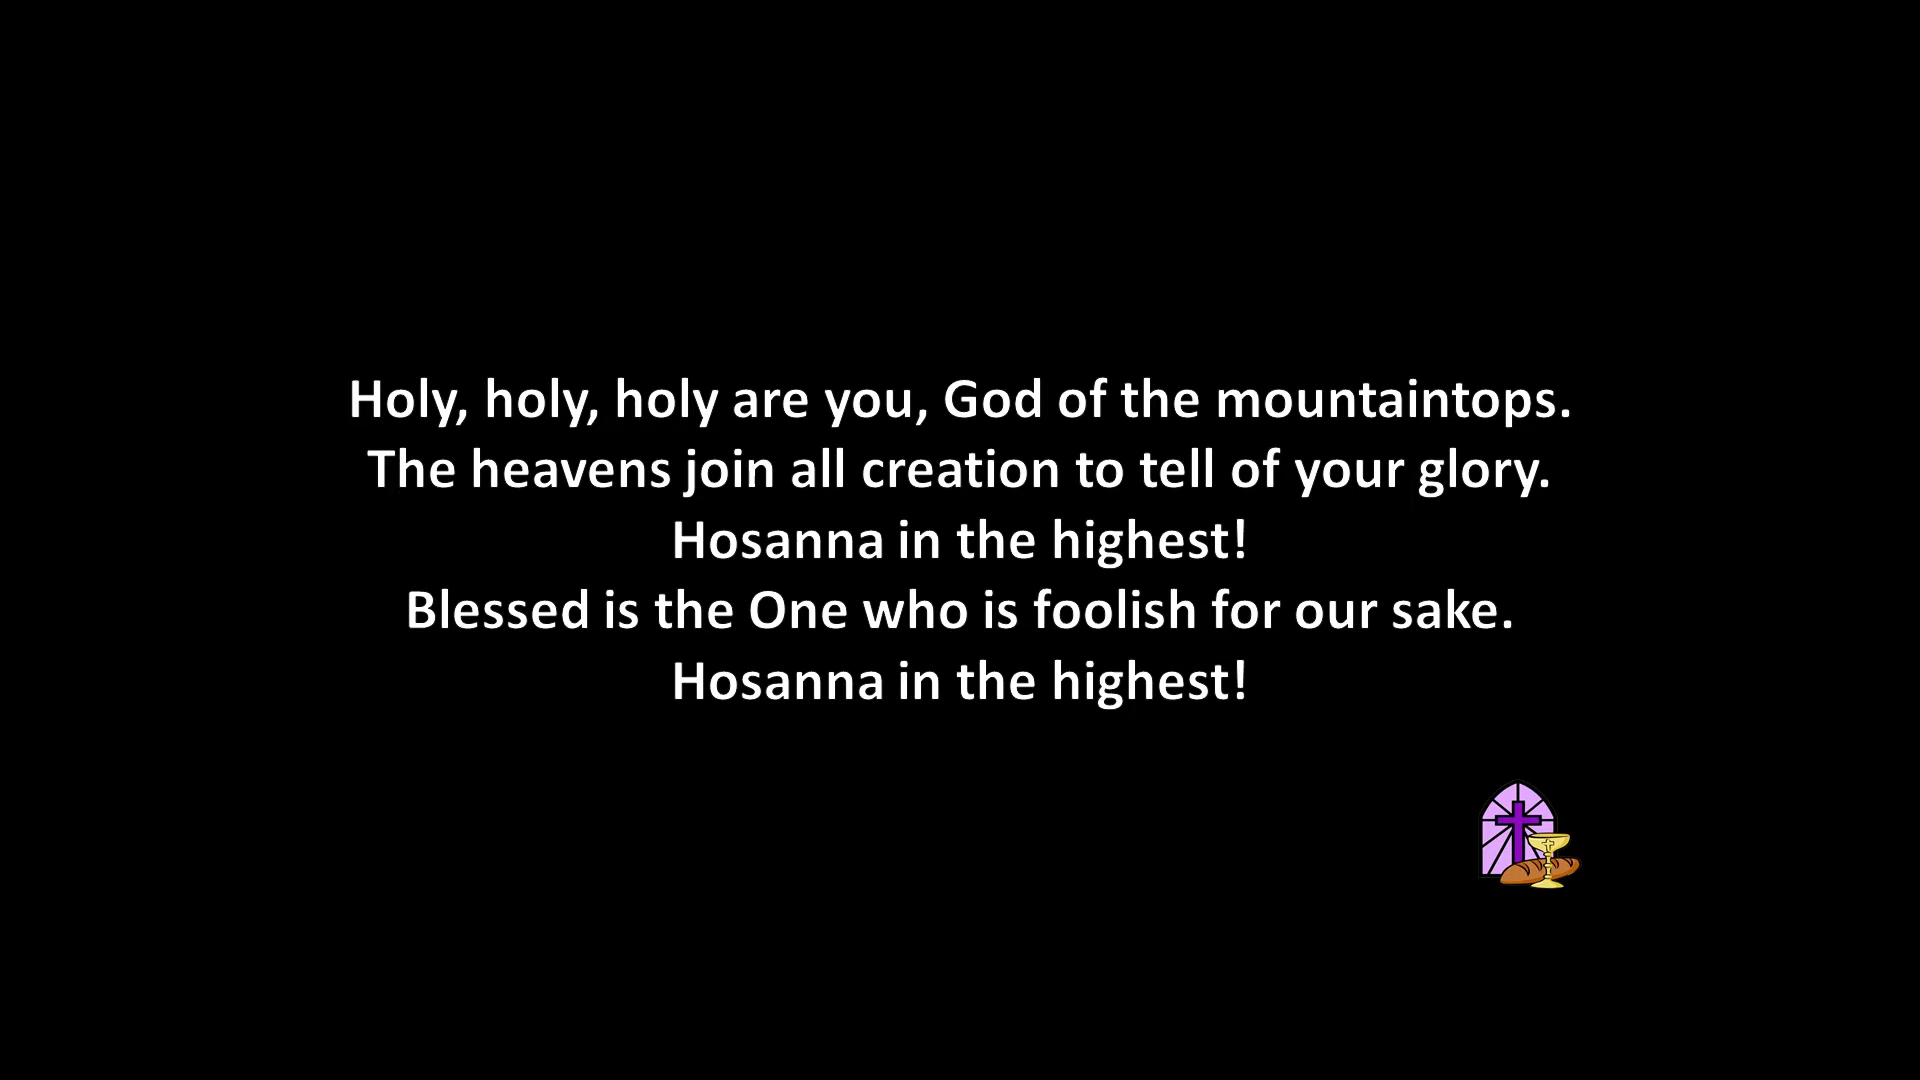 Holy, holy, holy are you, God of the mountaintops.
The heavens join all creation to tell of your glory.
Hosanna in the highest!
Blessed is the One who is foolish for our sake.
Hosanna in the highest!